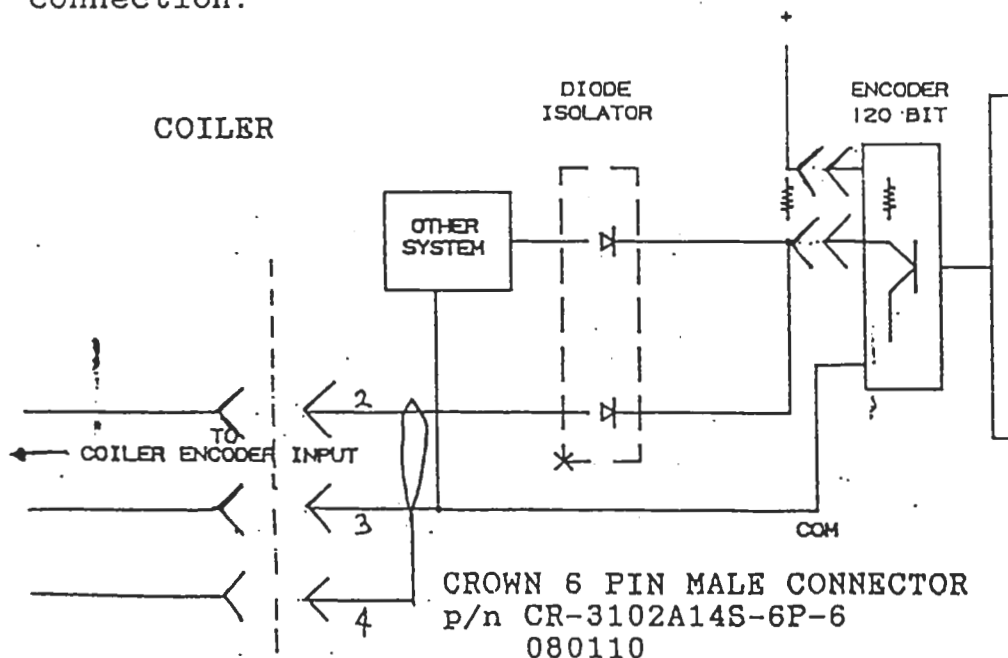 connection.
+
DIODE
ISOLATOR
ENCODER
120 BIT
COILER
OTHER
SYSTEM
2
TO
COILER ENCODER INPUT
3
COM
4
CROWN 6 PIN MALE CONNECTOR
p/n CR-3102A14S-6P-6
080110